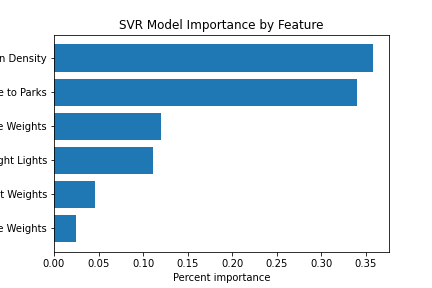 SVR Model Importance by Feature
n Density
e to Parks
e Weights
ght Lights
t Weights
e Weights
0.00 0.05 0.10 0.15 0.20 0.25 0.30 0.35
Percent importance